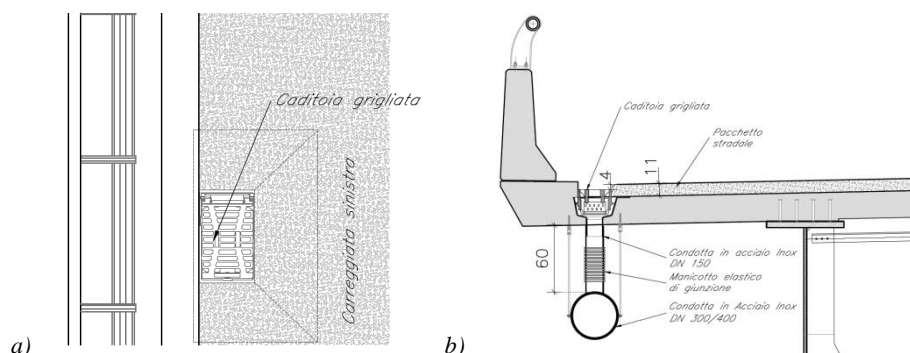 a)
Caditoia grigliata
Carreggiata sinistra
b)
Caditoia grigliata
Pacchetto
stradale
4
11
60
Condotta in acciaio Inox
DN 150
Manicotto elastico
di giunzione
Condotta in Acciaio Inox
DN 300/400